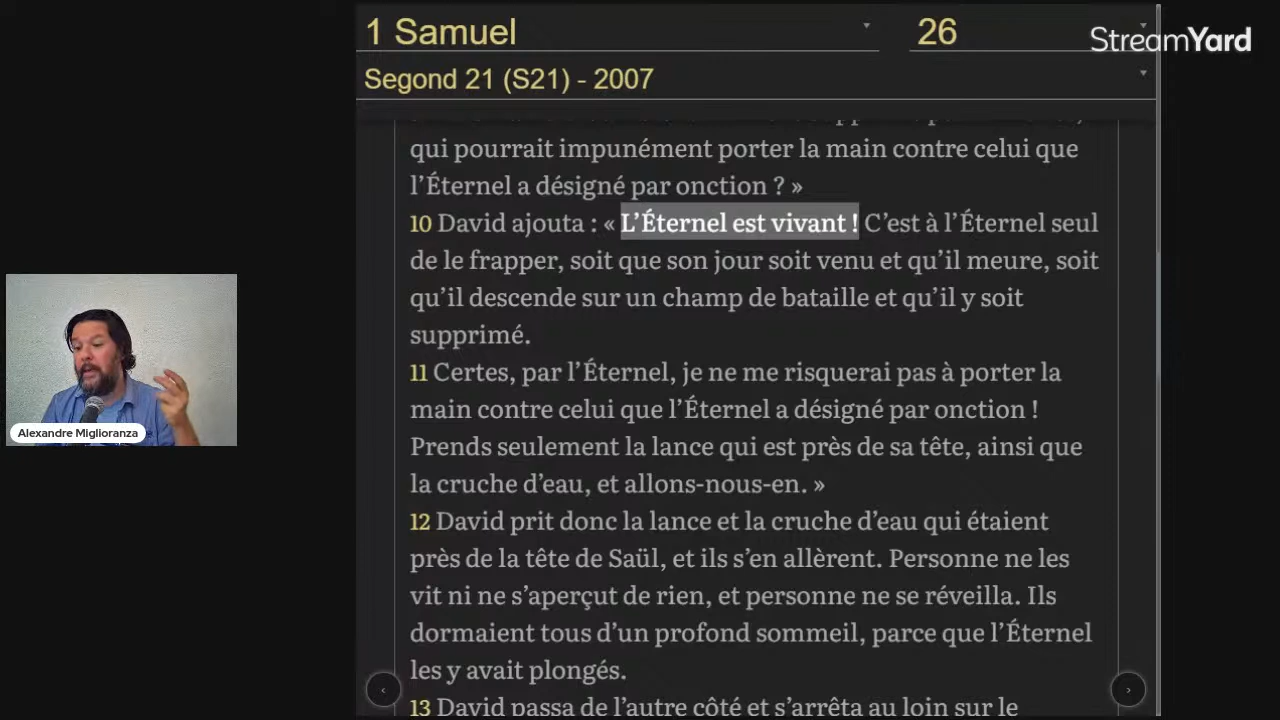 1 Samuel
26
StreamYard
Segond 21 (S21) - 2007
qui pourrait impunément porter la main contre celui que
l’Éternel a désigné par onction ? »
10 David ajouta : « L’Éternel est vivant ! C’est à l’Éternel seul
de le frapper, soit que son jour soit venu et qu’il meure, soit
qu’il descende sur un champ de bataille et qu’il y soit
supprimé.
11 Certes, par l’Éternel, je ne me risquerai pas à porter la
main contre celui que l’Éternel a désigné par onction !
Prends seulement la lance qui est près de sa tête, ainsi que
la cruche d’eau, et allons-nous-en. »
12 David prit donc la lance et la cruche d’eau qui étaient
près de la tête de Saül, et ils s’en allèrent. Personne ne les
vit ni ne s’aperçut de rien, et personne ne se réveilla. Ils
dormaient tous d’un profond sommeil, parce que l’Éternel
les y avait plongés.
13 David passa de l’autre côté et s’arrêta au loin sur le
Alexandre Miglioranza